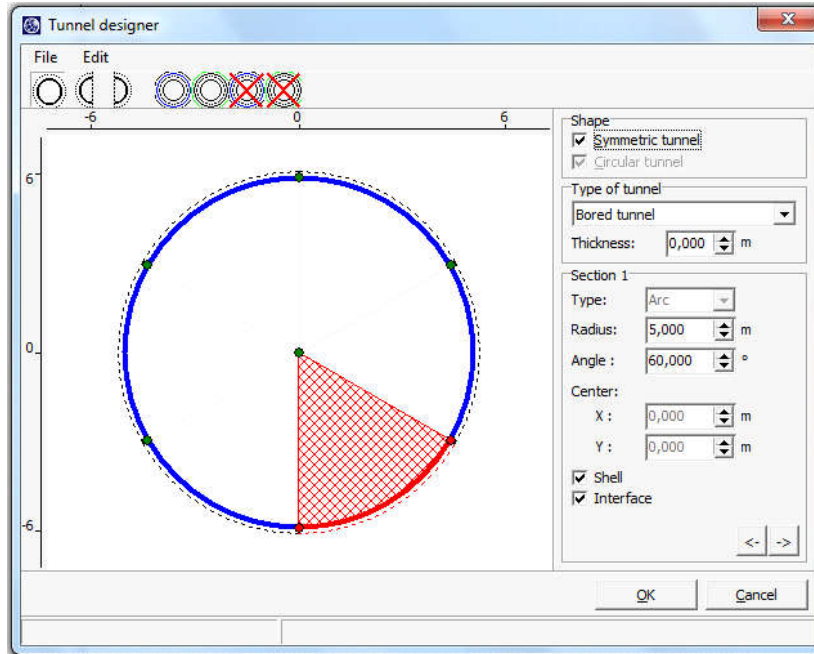 Tunnel designer
File Edit
-6 0 6
6
0
-6
Shape
Symmetric tunnel
Circular tunnel
Type of tunnel
Bored tunnel
Thickness: 0,000 m
Section 1
Type: Arc
Radius: 5,000 m
Angle : 60,000 °
Center:
X : 0,000 m
Y : 0,000 m
Shell
Interface
<- ->
OK Cancel